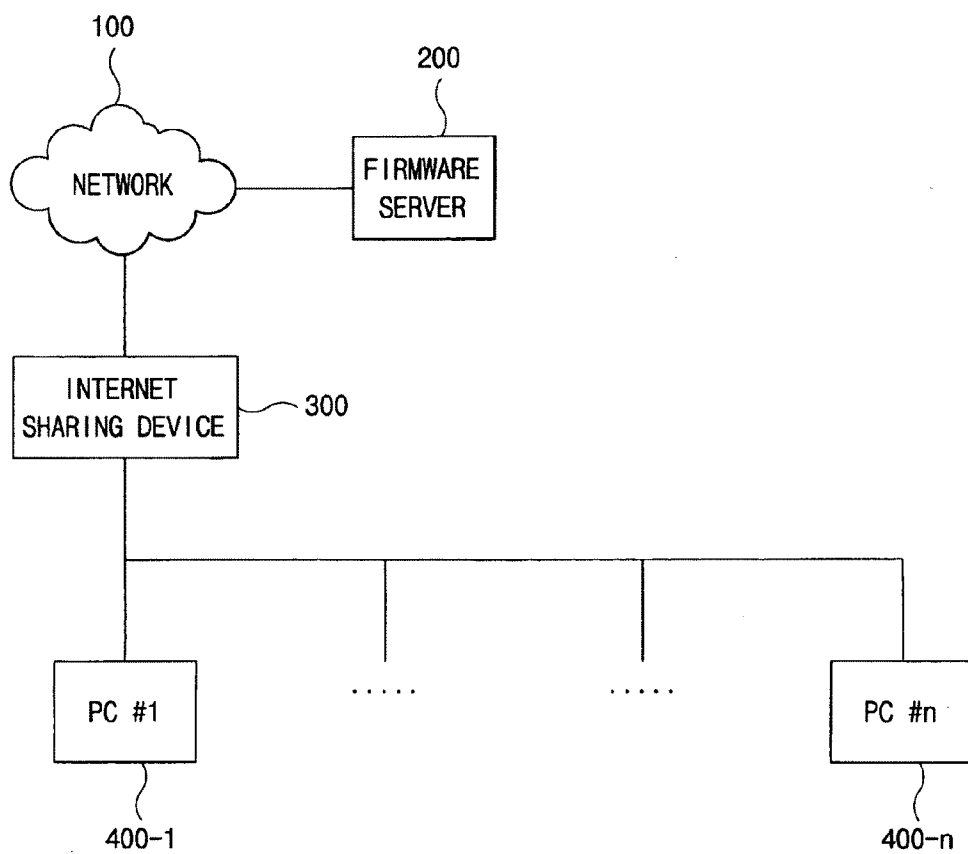 100
200
NETWORK
FIRMWARE
SERVER
INTERNET
SHARING DEVICE
300
PC #1
.....
.....
PC #n
400-1
400-n